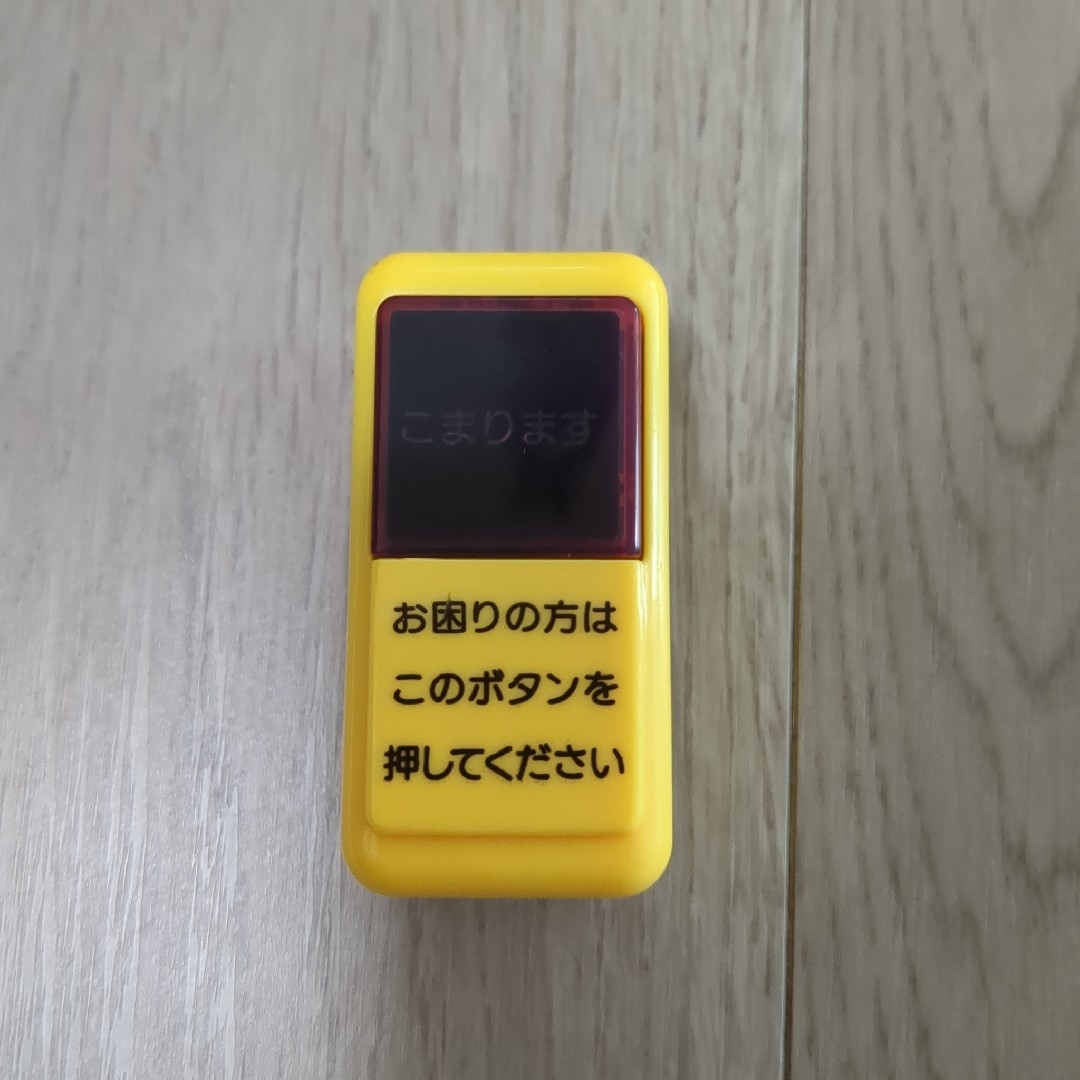 こまります
お困りの方は
このボタンを
押してください